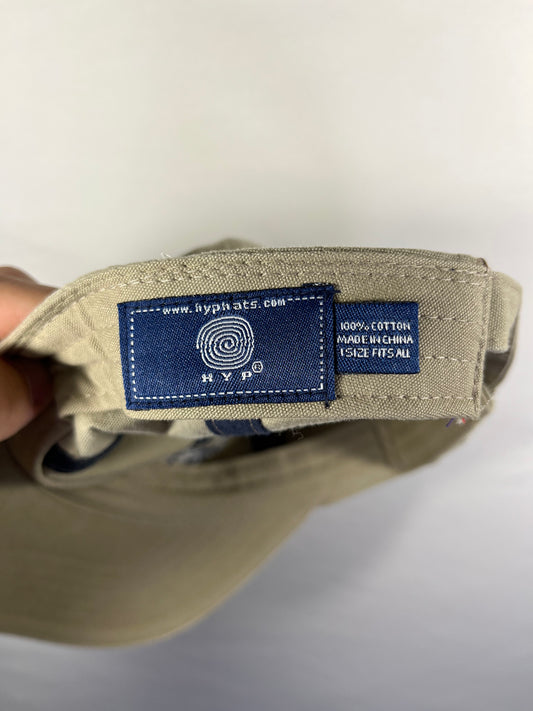 www.hyphats.com
HYP®
100% COTTON
MADE IN CHINA
1 SIZE FITS ALL